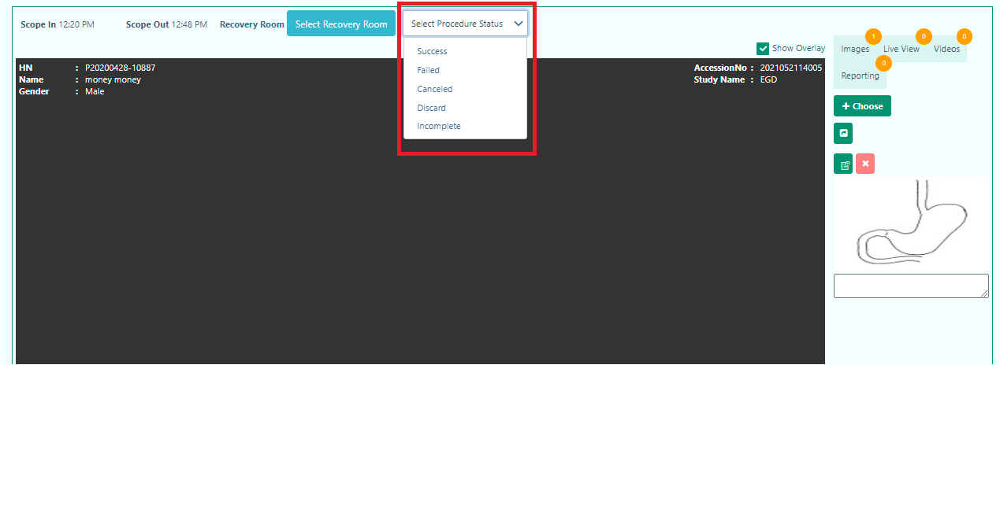 Scope In 12:20 PM Scope Out 12:48 PM Recovery Room Select Recovery Room Select Procedure Status
Success
Failed
Canceled
Discard
Incomplete
Show Overlay
HN : P20200428-10887
Name : money money
Gender : Male
AccessionNo : 2021052114005
Study Name : EGD
1 0 0
Images Live View Videos
0
Reporting
+ Choose